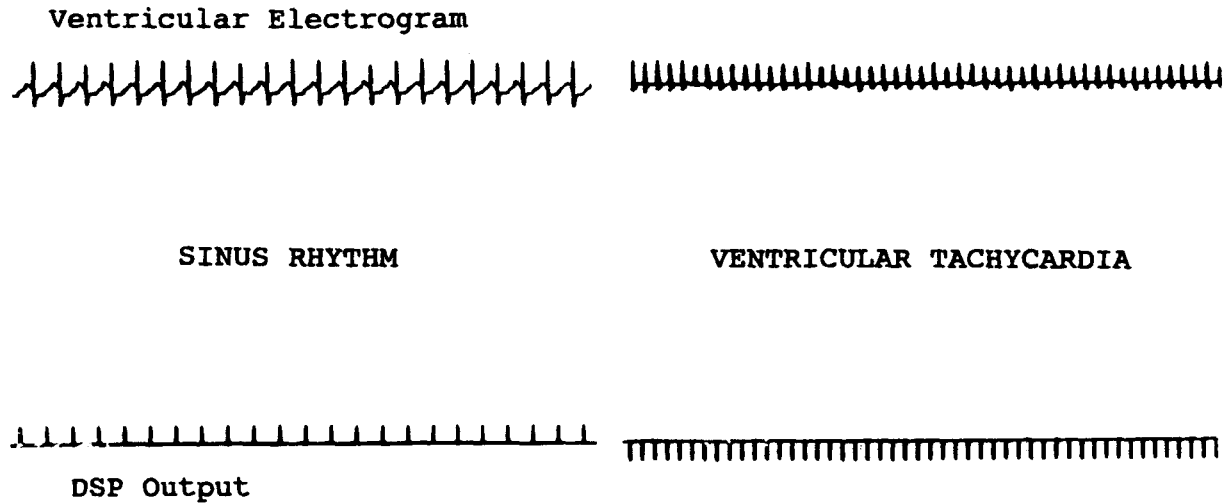 Ventricular Electrogram
SINUS RHYTHM
VENTRICULAR TACHYCARDIA
DSP Output